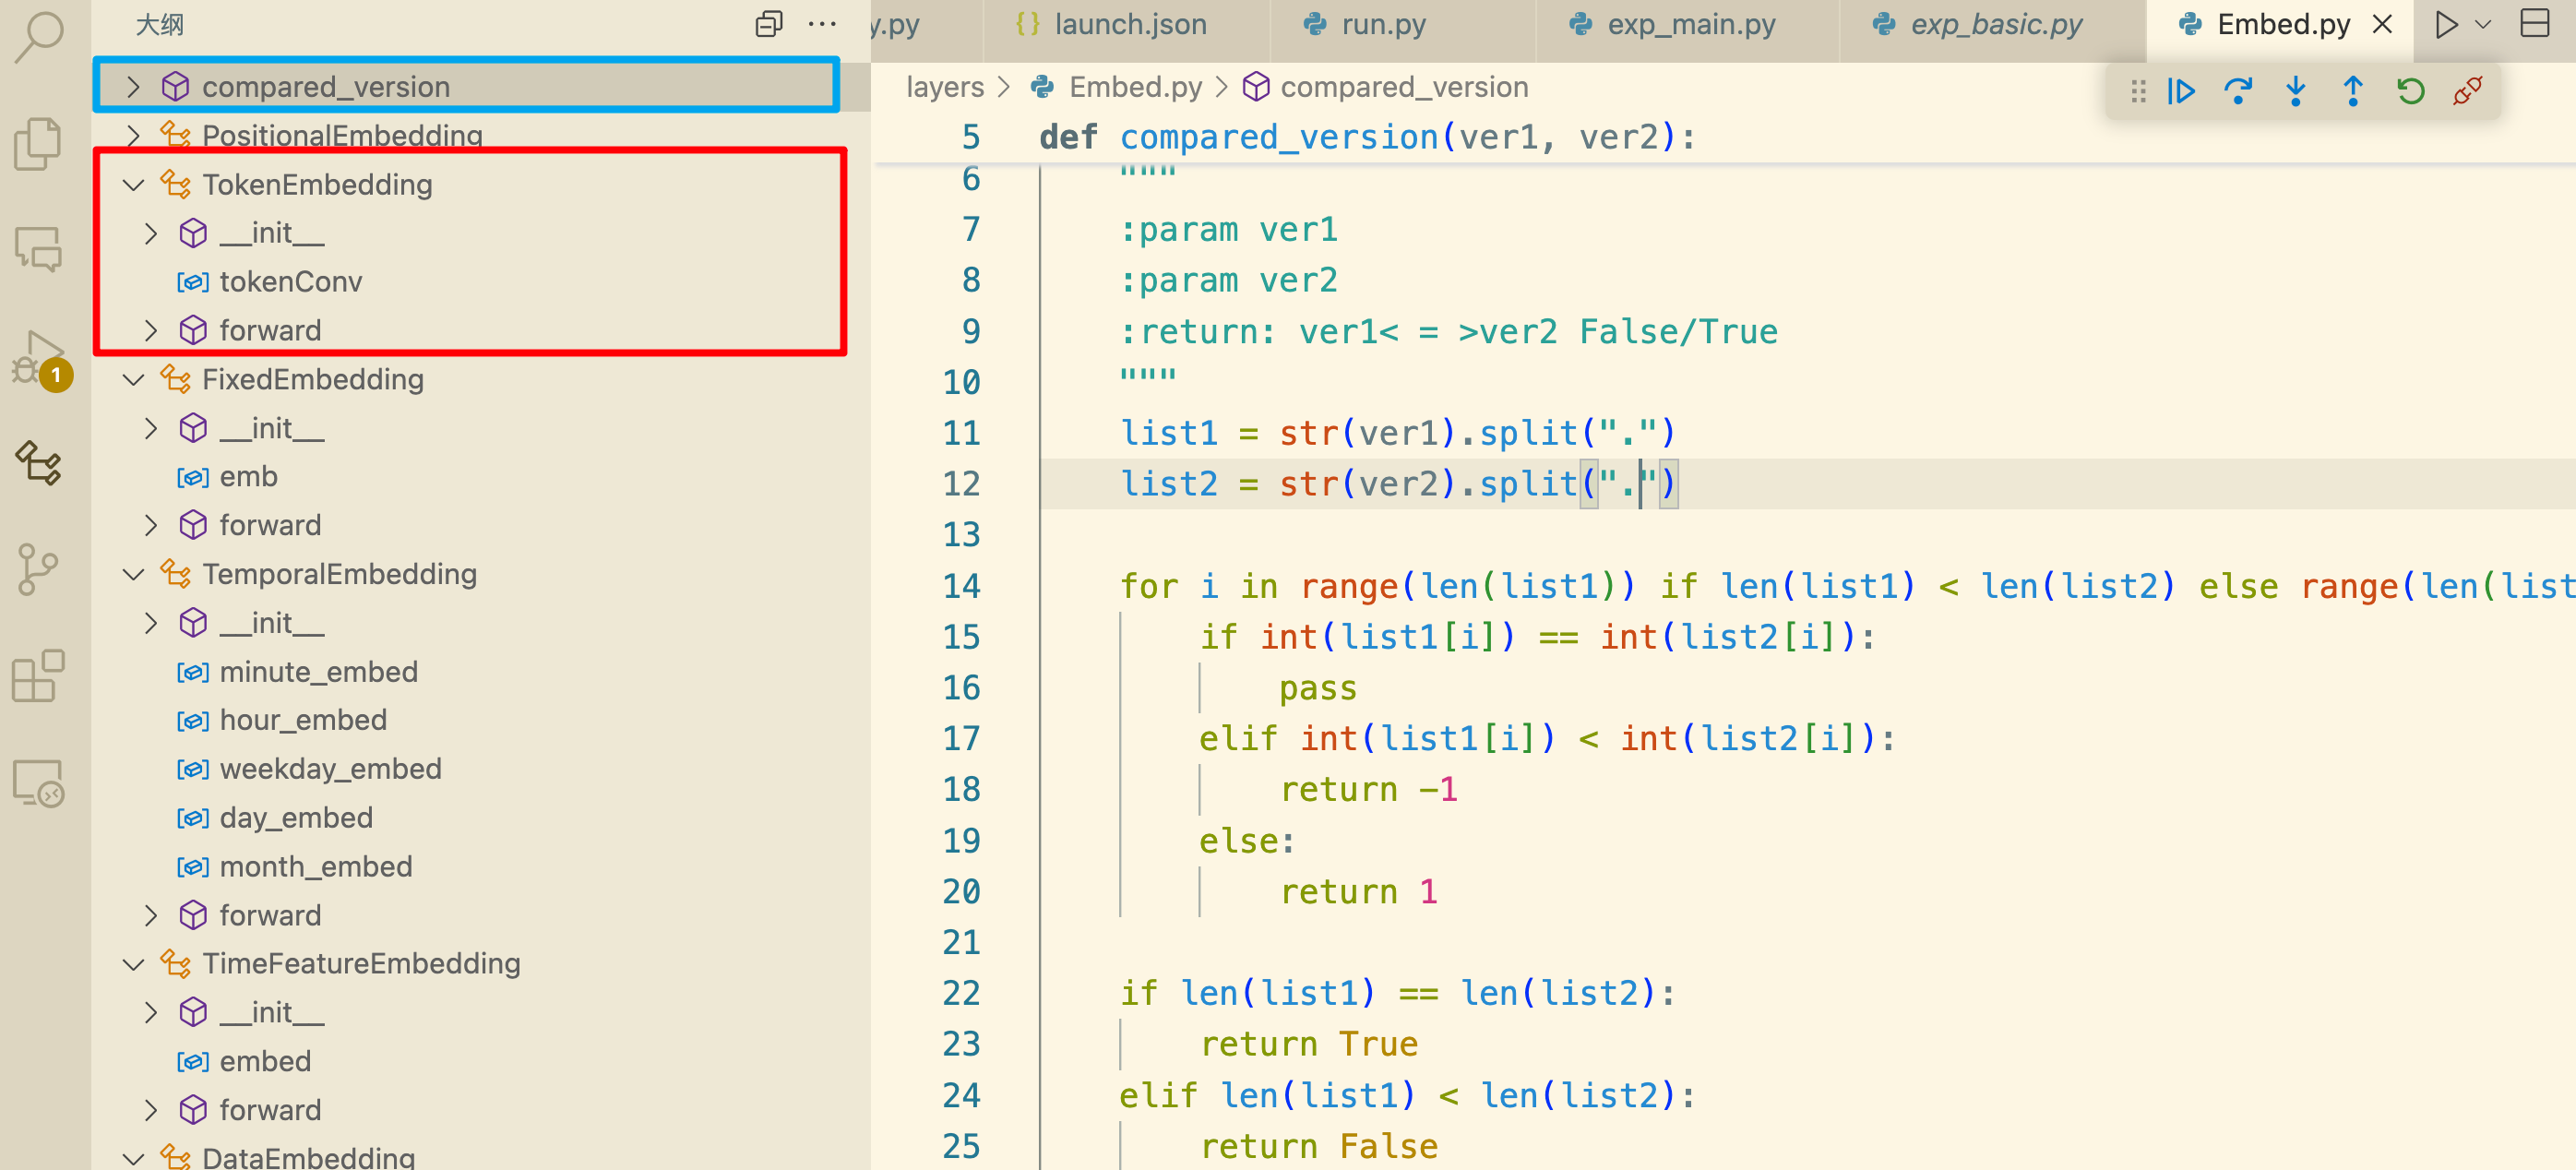 大纲
compared_version
PositionalEmbedding
TokenEmbedding
__init__
tokenConv
forward
FixedEmbedding
__init__
emb
forward
TemporalEmbedding
__init__
minute_embed
hour_embed
weekday_embed
day_embed
month_embed
forward
TimeFeatureEmbedding
__init__
embed
forward
DataEmbedding
1
y.py
{} launch.json
run.py
exp_main.py
exp_basic.py
Embed.py
layers > Embed.py > compared_version
5 def compared_version(ver1, ver2):
6 """
7 :param ver1
8 :param ver2
9 :return: ver1< = >ver2 False/True
10 """
11 list1 = str(ver1).split(".")
12 list2 = str(ver2).split(".")
13
14 for i in range(len(list1)) if len(list1) < len(list2) else range(len(list
15 if int(list1[i]) == int(list2[i]):
16 pass
17 elif int(list1[i]) < int(list2[i]):
18 return -1
19 else:
20 return 1
21
22 if len(list1) == len(list2):
23 return True
24 elif len(list1) < len(list2):
25 return False